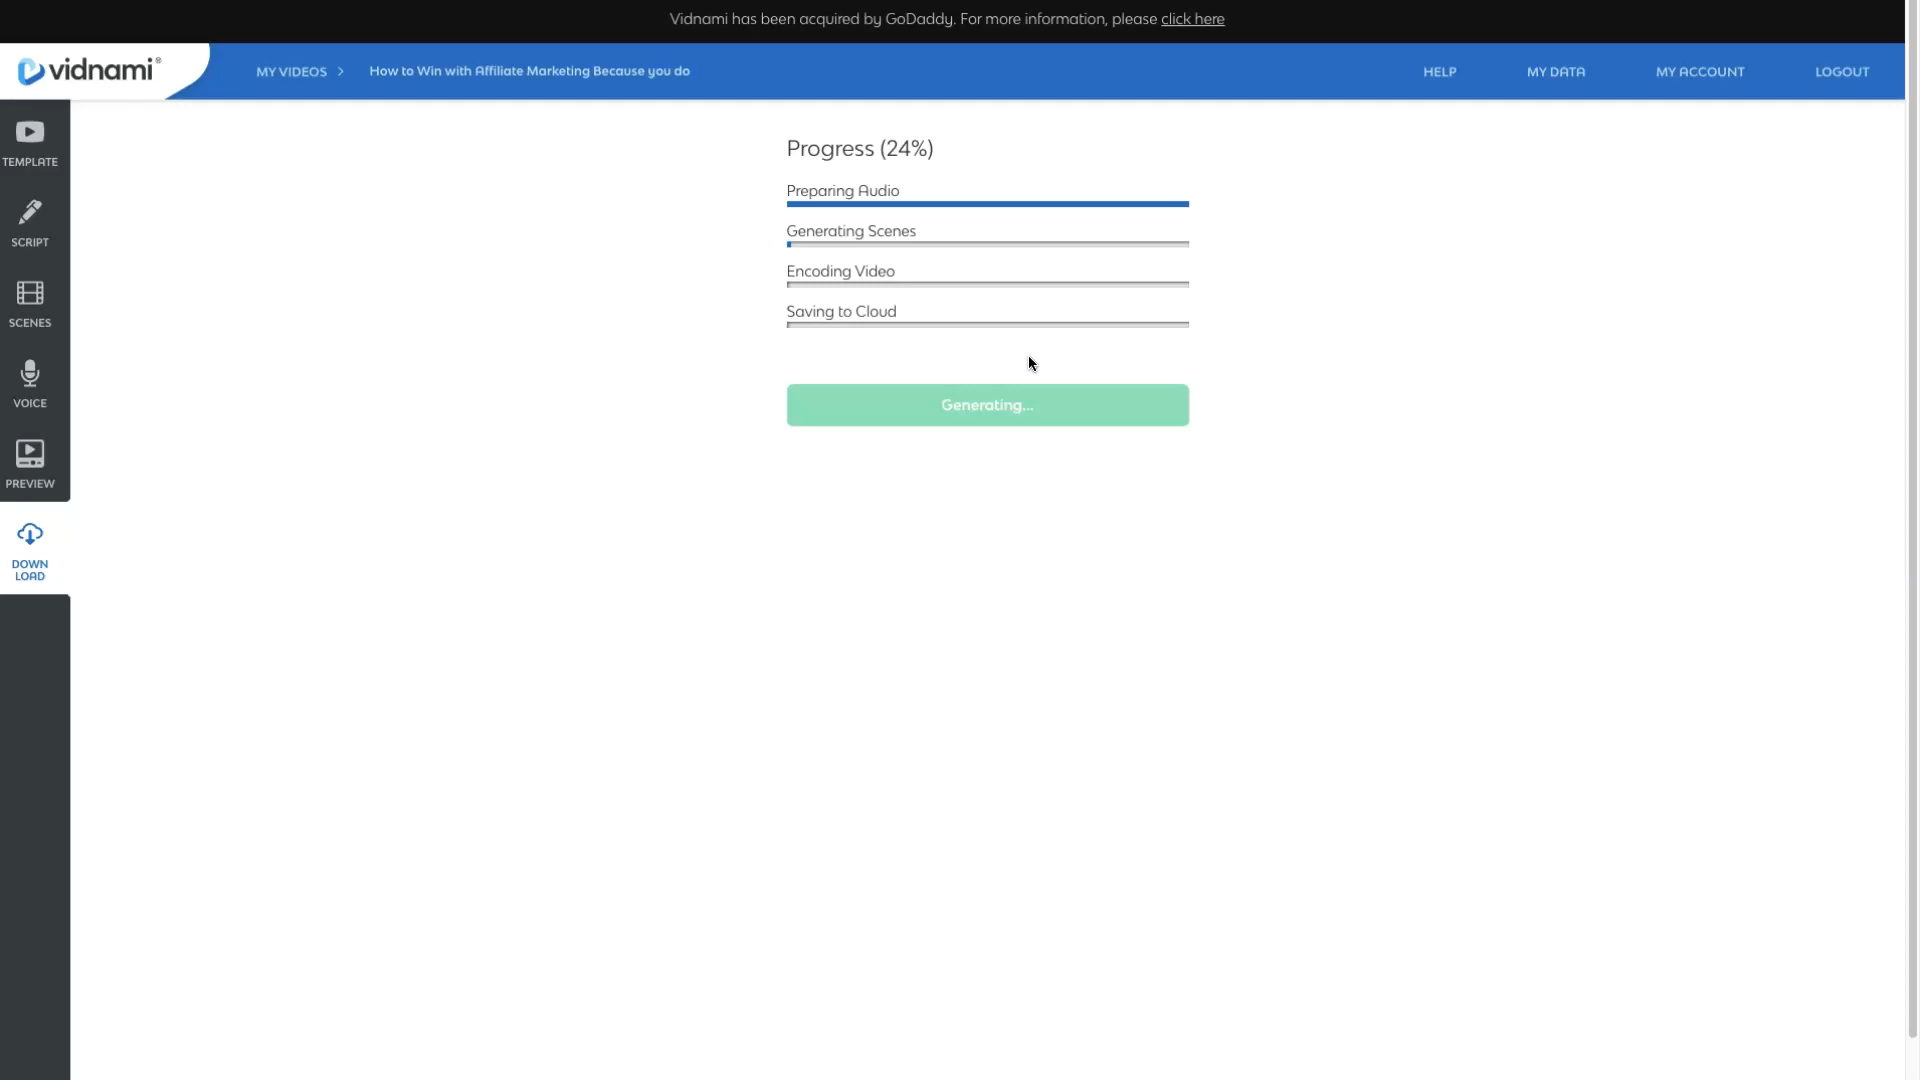 Vidnami has been acquired by GoDaddy. For more information, please click here
vidnami®
MY VIDEOS > How to Win with Affiliate Marketing Because you do
HELP
MY DATA
MY ACCOUNT
LOGOUT
TEMPLATE
SCRIPT
SCENES
VOICE
PREVIEW
DOWN
LOAD
Progress (24%)
Preparing Audio
Generating Scenes
Encoding Video
Saving to Cloud
Generating...